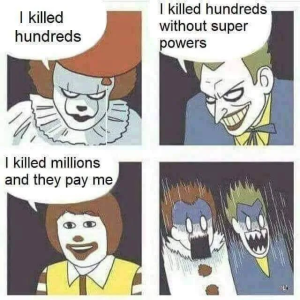 I killed
hundreds
I killed hundreds
without super
powers
I killed millions
and they pay me